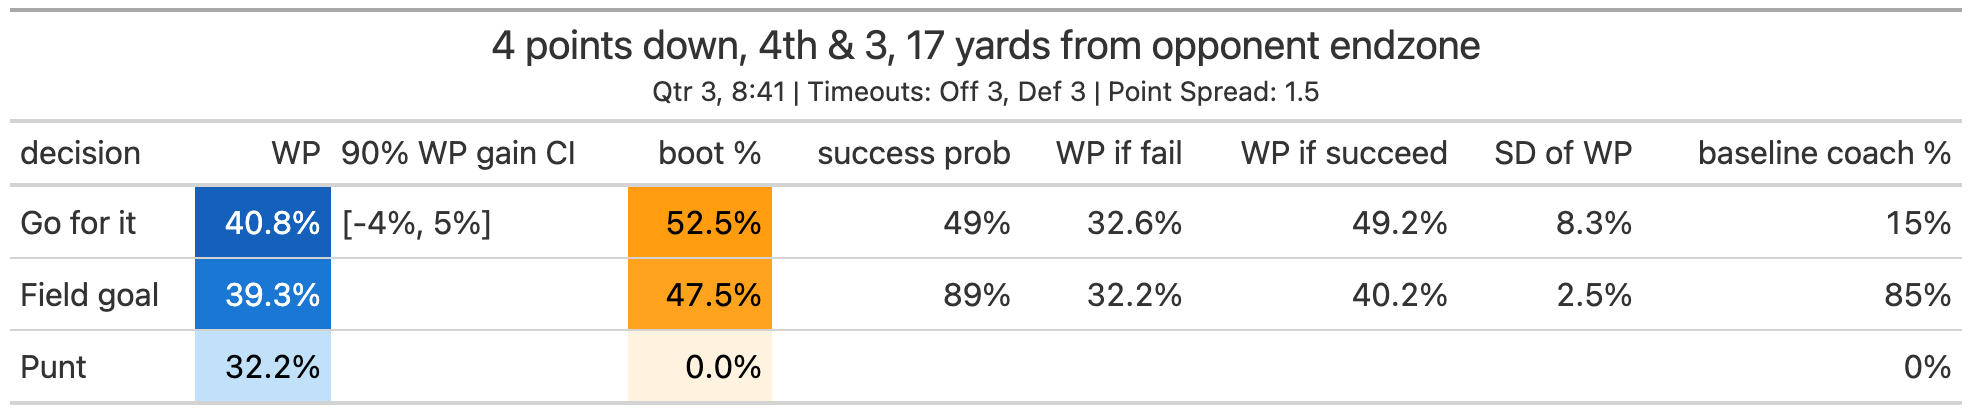 4 points down, 4th & 3, 17 yards from opponent endzone
Qtr 3, 8:41 | Timeouts: Off 3, Def 3 | Point Spread: 1.5
decision WP 90% WP gain CI boot % success prob WP if fail WP if succeed SD of WP baseline coach %
Go for it 40.8% [-4%, 5%] 52.5% 49% 32.6% 49.2% 8.3% 15%
Field goal 39.3% 47.5% 89% 32.2% 40.2% 2.5% 85%
Punt 32.2% 0.0% 0%